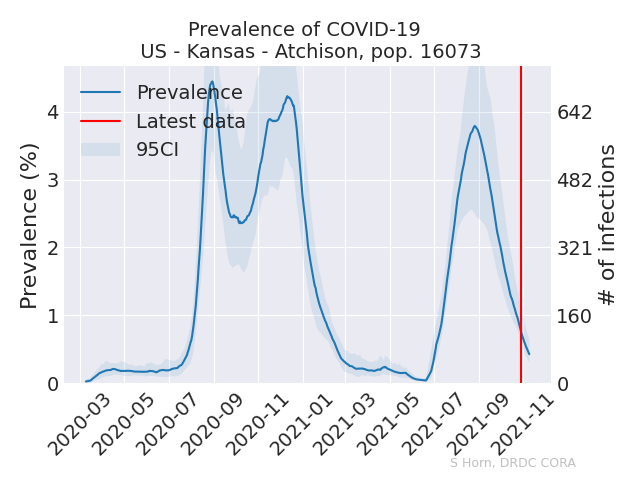 Prevalence of COVID-19
US - Kansas - Atchison, pop. 16073
Prevalence
Latest data
95CI
Prevalence (%)
4
3
2
1
0
642
482
321
160
0
# of infections
2020-03
2020-05
2020-07
2020-09
2020-11
2021-01
2021-03
2021-05
2021-07
2021-09
2021-11
S Horn, DRDC CORA